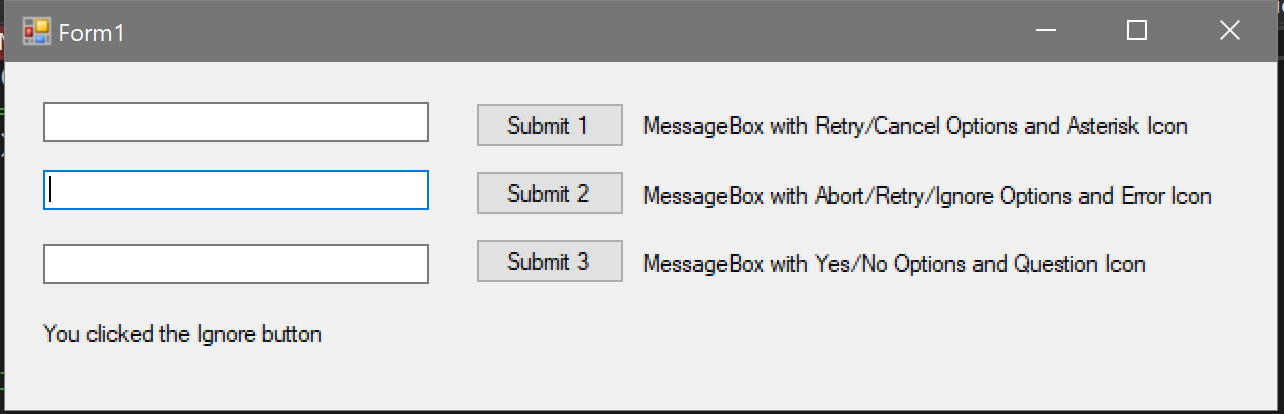 Form1
Submit 1 MessageBox with Retry/Cancel Options and Asterisk Icon
Submit 2 MessageBox with Abort/Retry/Ignore Options and Error Icon
Submit 3 MessageBox with Yes/No Options and Question Icon
You clicked the Ignore button